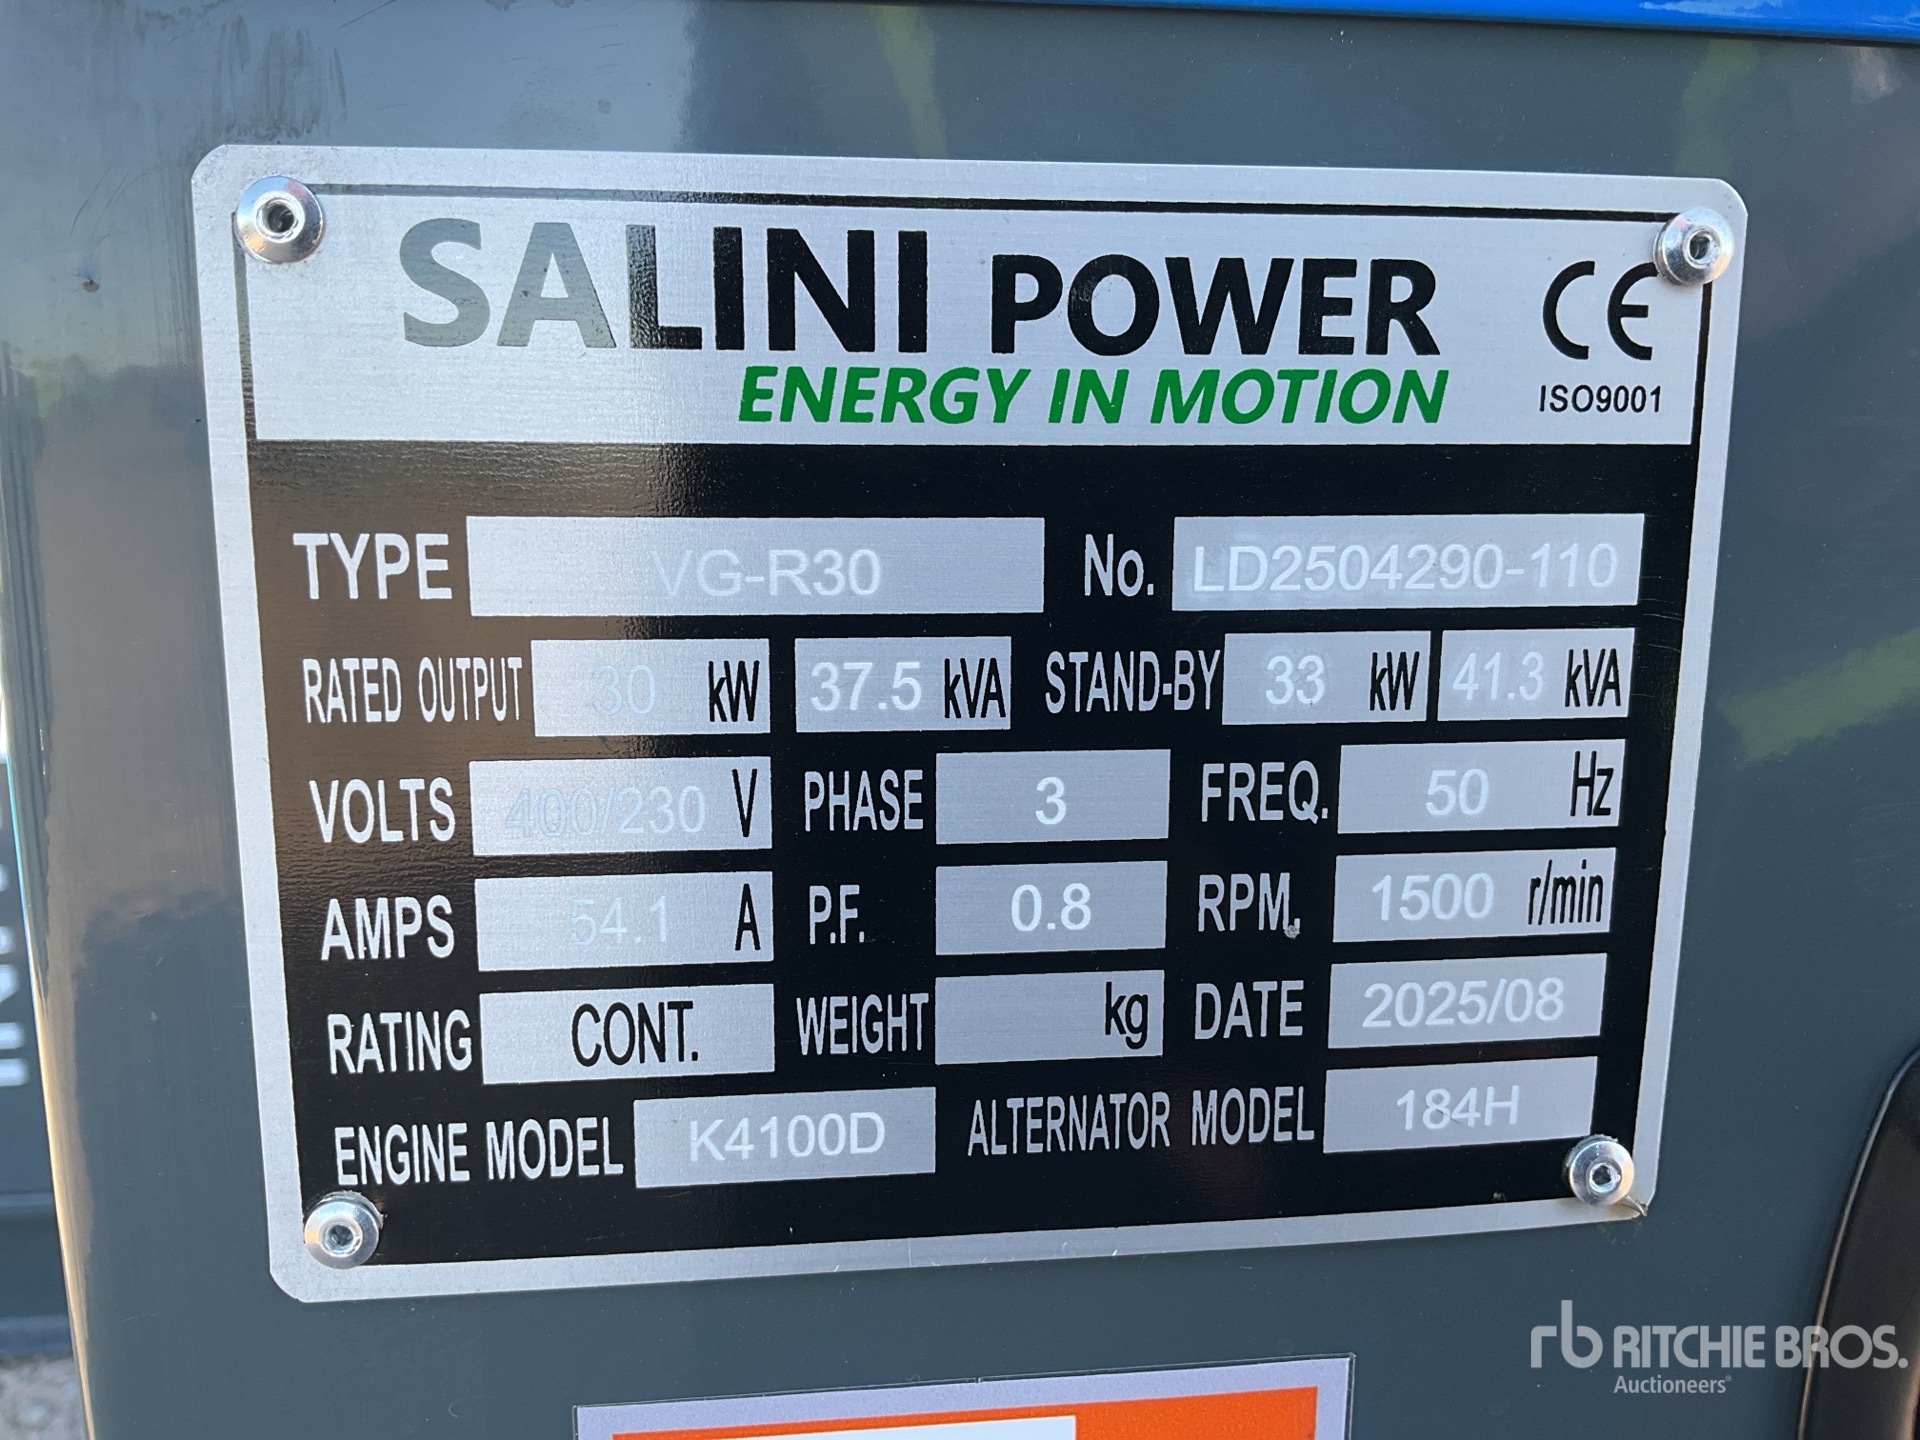 SALINI POWER
ENERGY IN MOTION
CE
ISO9001
TYPE VG-R30 No. LD2504290-110
RATED OUTPUT 30 kW 37.5 kVA STAND-BY 33 kW 41.3 kVA
VOLTS 400/230 V PHASE 3 FREQ. 50 Hz
AMPS 54.1 A P.F. 0.8 RPM. 1500 r/min
RATING CONT. WEIGHT kg DATE 2025/08
ENGINE MODEL K4100D ALTERNATOR MODEL 184H
rb RITCHIE BROS.
Auctioneers